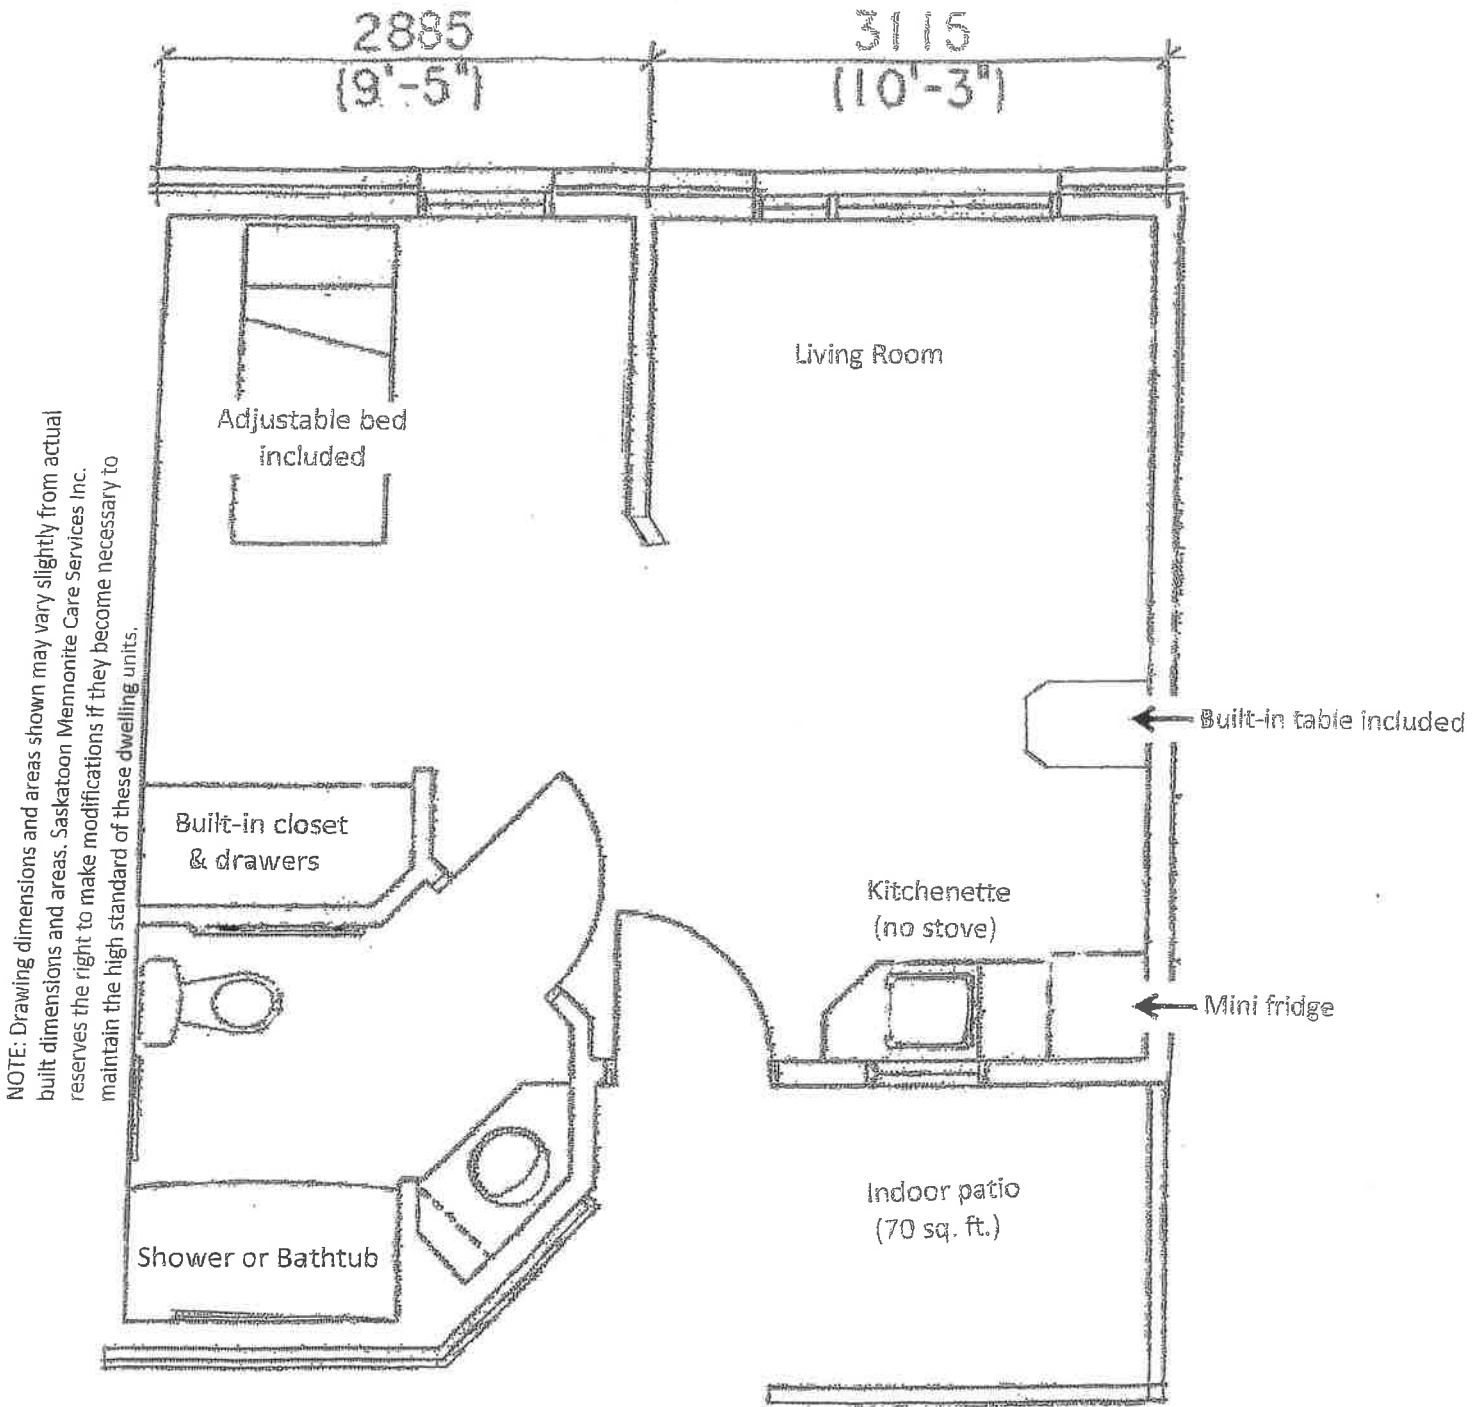 2885
(9'-5")
3115
(10'-3")
Living Room
Adjustable bed
included
NOTE: Drawing dimensions and areas shown may vary slightly from actual
built dimensions and areas. Saskatoon Mennonite Care Services Inc.
reserves the right to make modifications if they become necessary to
maintain the high standard of these dwelling units.
Built-in table included
Built-in closet
& drawers
Kitchenette
(no stove)
Mini fridge
Indoor patio
(70 sq. ft.)
Shower or Bathtub